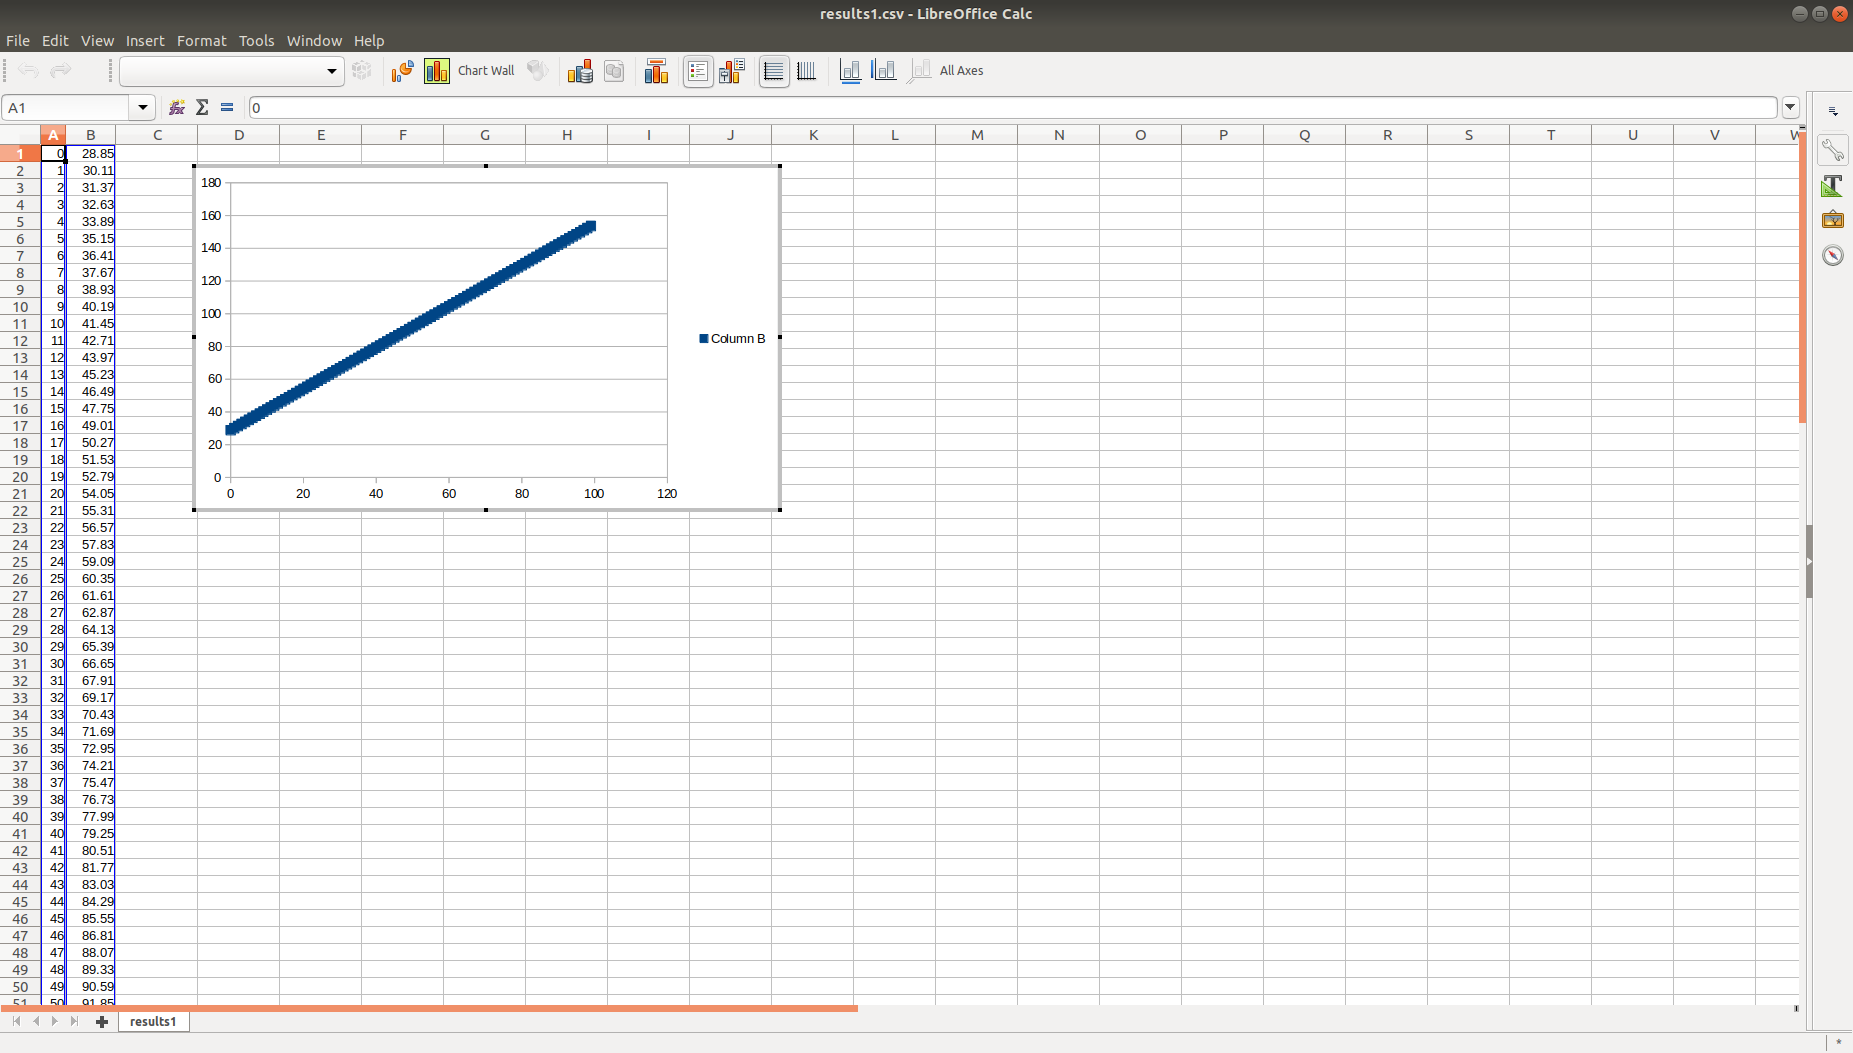 results1.csv - LibreOffice Calc
File Edit View Insert Format Tools Window Help
Chart Wall All Axes
A1 0
A B C D E F G H I J K L M N O P Q R S T U V W
1 0 28.85
2 1 30.11
3 2 31.37
4 3 32.63
5 4 33.89
6 5 35.15
7 6 36.41
8 7 37.67
9 8 38.93
10 9 40.19
11 10 41.45
12 11 42.71
13 12 43.97
14 13 45.23
15 14 46.49
16 15 47.75
17 16 49.01
18 17 50.27
19 18 51.53
20 19 52.79
21 20 54.05
22 21 55.31
23 22 56.57
24 23 57.83
25 24 59.09
26 25 60.35
27 26 61.61
28 27 62.87
29 28 64.13
30 29 65.39
31 30 66.65
32 31 67.91
33 32 69.17
34 33 70.43
35 34 71.69
36 35 72.95
37 36 74.21
38 37 75.47
39 38 76.73
40 39 77.99
41 40 79.25
42 41 80.51
43 42 81.77
44 43 83.03
45 44 84.29
46 45 85.55
47 46 86.81
48 47 88.07
49 48 89.33
50 49 90.59
51 50 91.85
180
160
140
120
100
80
60
40
20
0
0 20 40 60 80 100 120
Column B
results1